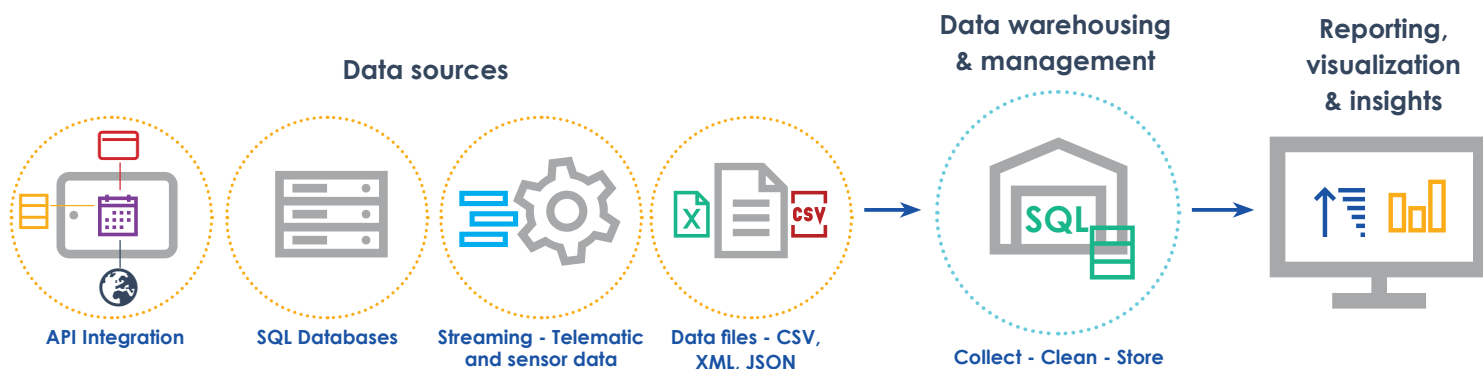 Data sources
Data warehousing
& management
Reporting,
visualization
& insights
X
CSV
SQL
API Integration
SQL Databases
Streaming - Telematic
and sensor data
Data files - CSV,
XML, JSON
Collect - Clean - Store